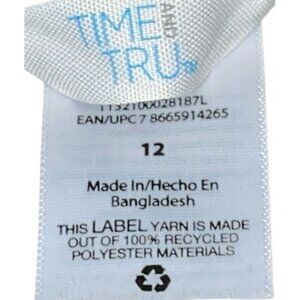 TIME AND
TRU®
1132100028187L
EAN/UPC 7 8665914265
12
Made In/Hecho En
Bangladesh
THIS LABEL YARN IS MADE
OUT OF 100% RECYCLED
POLYESTER MATERIALS